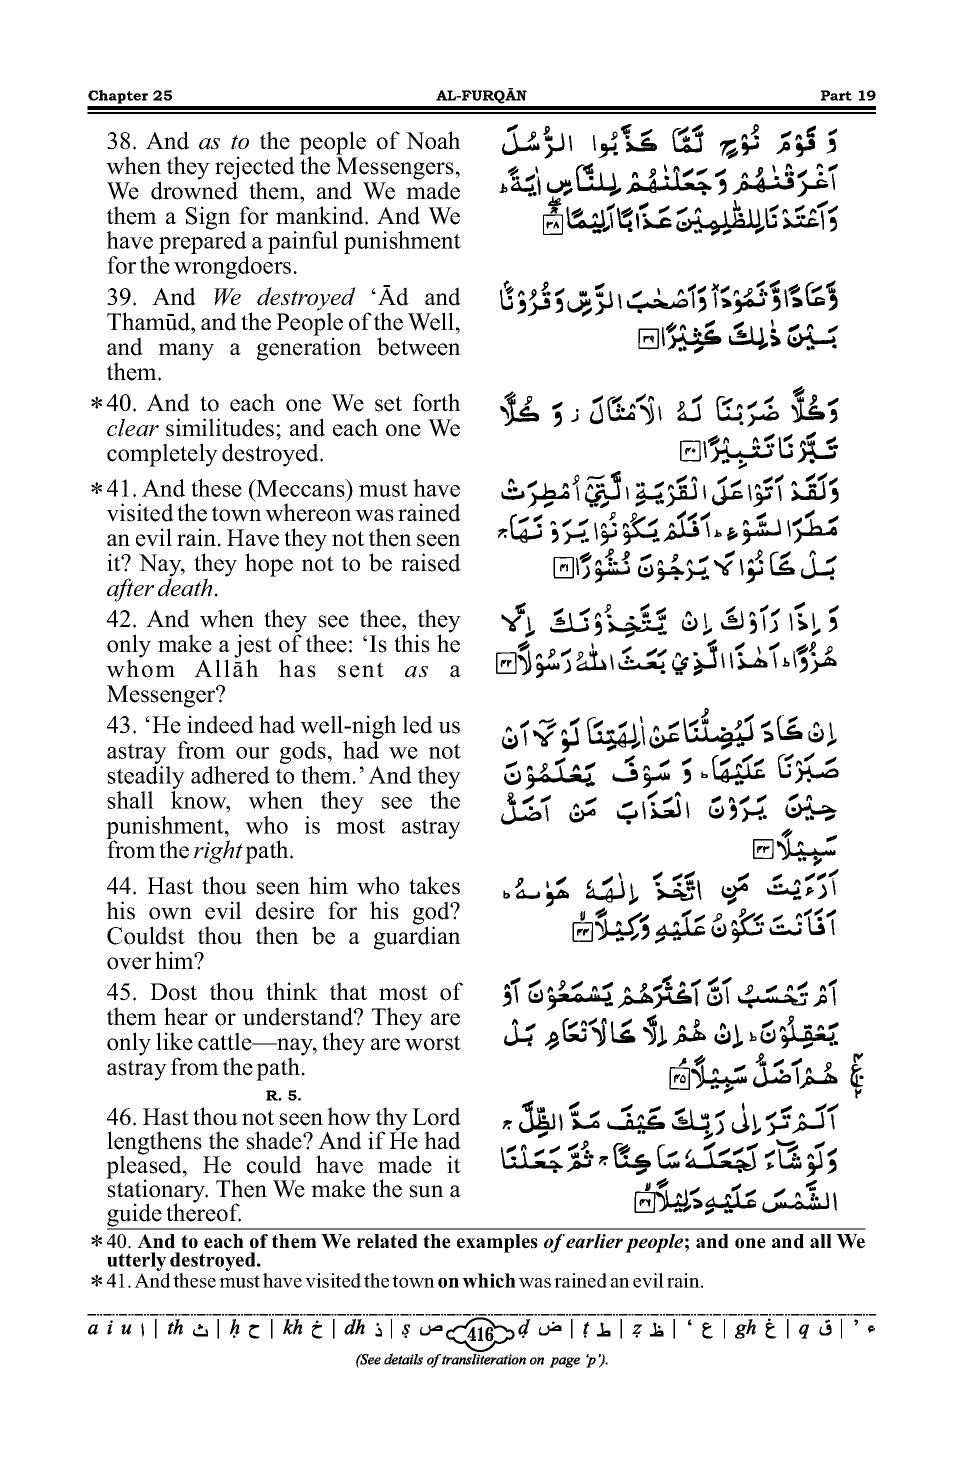 Chapter 25 AL-FURQĀN Part 19
38. And as to the people of Noah
when they rejected the Messengers,
We drowned them, and We made
them a Sign for mankind. And We
have prepared a painful punishment
for the wrongdoers.
وَ قَوْمَ نُوْحٍ لَّمَّا كَذَّبُوا الرُّسُلَ
اَغْرَقْنٰهُمْ وَ جَعَلْنٰهُمْ لِلنَّاسِ اٰيَةً ؕ
وَ اَعْتَدْنَا لِلظّٰلِمِيْنَ عَذَابًا اَلِيْمًا ۚۖ ﴿۳۸﴾
39. And We destroyed ‘Ād and
Thamūd, and the People of the Well,
and many a generation between
them.
وَّ عَادًا وَّ ثَمُوْدَا۠ وَ اَصْحٰبَ الرَّسِّ وَ قُرُوْنًۢا
بَيْنَ ذٰلِكَ كَثِيْرًا ﴿۳۹﴾
*40. And to each one We set forth
clear similitudes; and each one We
completely destroyed.
وَ كُلًّا ضَرَبْنَا لَهُ الْاَمْثَالَ ۫ وَ كُلًّا
تَبَّرْنَا تَتْبِيْرًا ﴿۴۰﴾
*41. And these (Meccans) must have
visited the town whereon was rained
an evil rain. Have they not then seen
it? Nay, they hope not to be raised
after death.
وَ لَقَدْ اَتَوْا عَلَي الْقَرْيَةِ الَّتِيْۤ اُمْطِرَتْ
مَطَرَ السَّوْءِ ؕ اَفَلَمْ يَكُوْنُوْا يَرَوْنَهَا ۚ
بَلْ كَانُوْا لَا يَرْجُوْنَ نُشُوْرًا ﴿۴۱﴾
42. And when they see thee, they
only make a jest of thee: ‘Is this he
whom Allāh has sent as a
Messenger?
وَ اِذَا رَاَوْكَ اِنْ يَّتَّخِذُوْنَكَ اِلَّا
هُزُوًا ؕ اَهٰذَا الَّذِيْ بَعَثَ اللّٰهُ رَسُوْلًا ﴿۴۲﴾
43. ‘He indeed had well-nigh led us
astray from our gods, had we not
steadily adhered to them.’ And they
shall know, when they see the
punishment, who is most astray
from the right path.
اِنْ كَادَ لَيُضِلُّنَا عَنْ اٰلِهَتِنَا لَوْ لَاۤ اَنْ
صَبَرْنَا عَلَيْهَا ؕ وَ سَوْفَ يَعْلَمُوْنَ
حِيْنَ يَرَوْنَ الْعَذَابَ مَنْ اَضَلُّ
سَبِيْلًا ﴿۴۳﴾
44. Hast thou seen him who takes
his own evil desire for his god?
Couldst thou then be a guardian
over him?
اَرَءَيْتَ مَنِ اتَّخَذَ اِلٰهَهٗ هَوٰىهُ ؕ
اَفَاَنْتَ تَكُوْنُ عَلَيْهِ وَكِيْلًا ۙ ﴿۴۴﴾
45. Dost thou think that most of
them hear or understand? They are
only like cattle—nay, they are worst
astray from the path.
اَمْ تَحْسَبُ اَنَّ اَكْثَرَهُمْ يَسْمَعُوْنَ اَوْ
يَعْقِلُوْنَ ؕ اِنْ هُمْ اِلَّا كَالْاَنْعَامِ بَلْ
هُمْ اَضَلُّ سَبِيْلًا ﴿۴۵﴾
R. 5.
46. Hast thou not seen how thy Lord
lengthens the shade? And if He had
pleased, He could have made it
stationary. Then We make the sun a
guide thereof.
اَلَمْ تَرَ اِلٰى رَبِّكَ كَيْفَ مَدَّ الظِّلَّ ۚ
وَ لَوْ شَآءَ لَجَعَلَهٗ سَاكِنًا ۚ ثُمَّ جَعَلْنَا
الشَّمْسَ عَلَيْهِ دَلِيْلًا ۙ ﴿۴۶﴾
*40. And to each of them We related the examples of earlier people; and one and all We
utterly destroyed.
*41. And these must have visited the town on which was rained an evil rain.
a i u ا | th ث | ḥ ح | kh خ | dh ذ | ṣ ص 416 ḍ ض | ṭ ط | ẓ ظ | ‘ ع | gh غ | q ق | ’ ء
(See details of transliteration on page ‘p’).